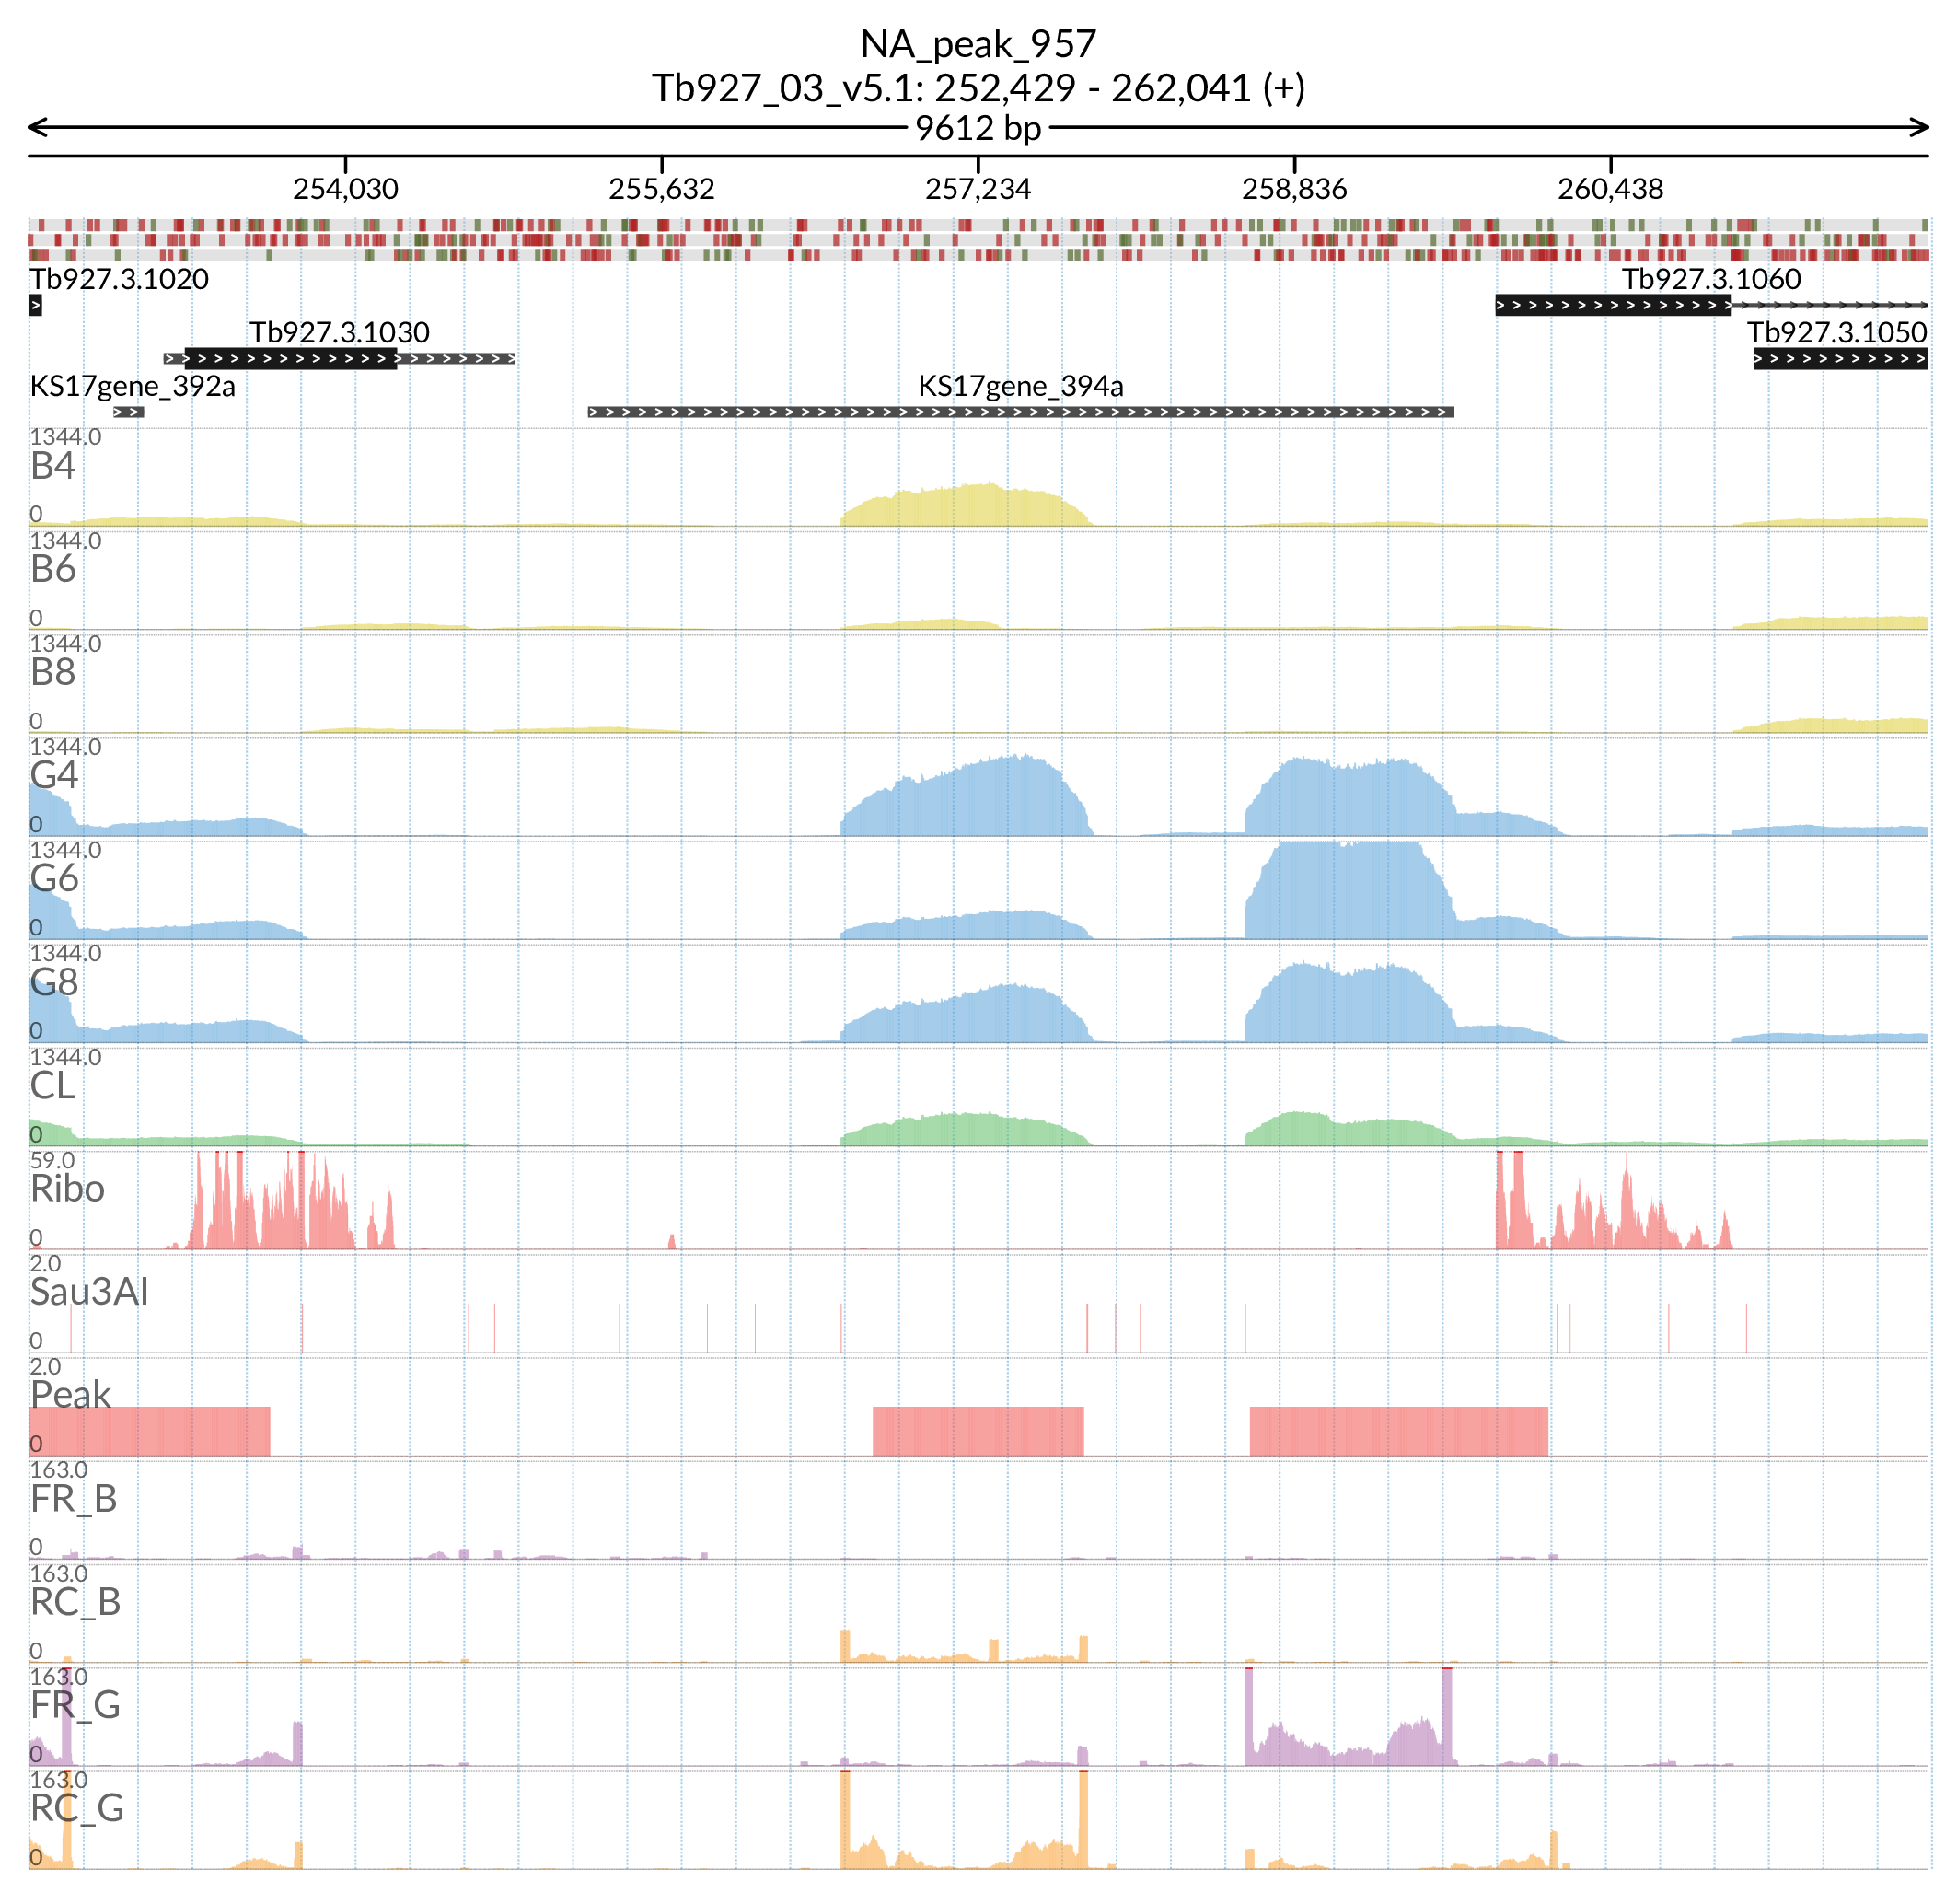 NA_peak_957
Tb927_03_v5.1: 252,429 - 262,041 (+)
9612 bp
254,030 255,632 257,234 258,836 260,438
Tb927.3.1020 Tb927.3.1060
Tb927.3.1030 Tb927.3.1050
KS17gene_392a KS17gene_394a
1344.0
B4
0
1344.0
B6
0
1344.0
B8
0
1344.0
G4
0
1344.0
G6
0
1344.0
G8
0
1344.0
CL
0
59.0
Ribo
0
2.0
Sau3AI
0
2.0
Peak
0
163.0
FR_B
0
163.0
RC_B
0
163.0
FR_G
0
163.0
RC_G
0